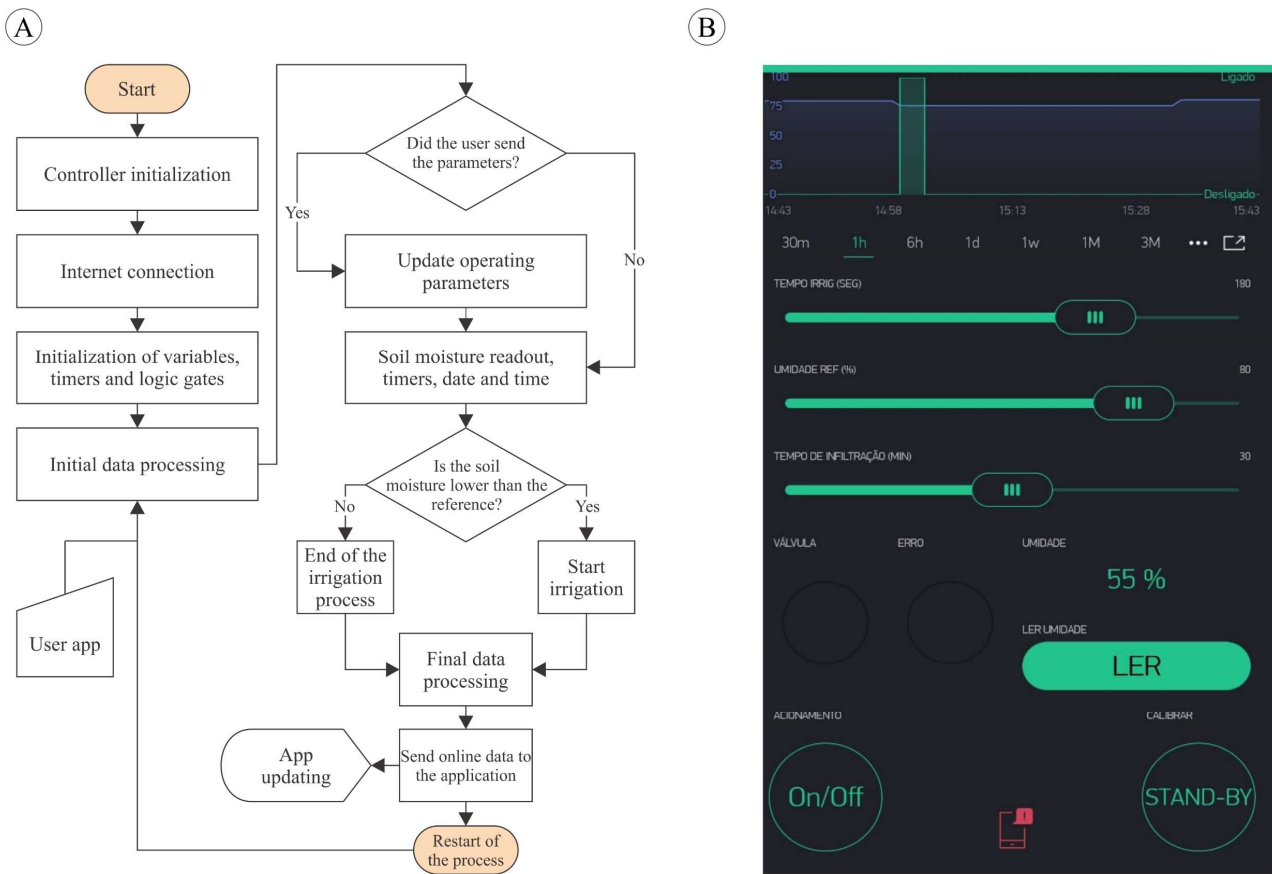 A
Start
Controller initialization
Internet connection
Initialization of variables,
timers and logic gates
Initial data processing
User app
Did the user send
the parameters?
Yes
No
Update operating
parameters
Soil moisture readout,
timers, date and time
Is the soil
moisture lower than the
reference?
No
Yes
End of the
irrigation
process
Start
irrigation
Final data
processing
Send online data to
the application
App
updating
Restart of
the process
B
100
Ligado
75
50
25
0
Desligado
14:43 14:58 15:13 15:28 15:43
30m 1h 6h 1d 1w 1M 3M
TEMPO IRRIG (SEG) 180
UMIDADE REF (%) 80
TEMPO DE INFILTRAÇÃO (MIN) 30
VÁLVULA ERRO UMIDADE
55 %
LER UMIDADE
LER
ACIONAMENTO CALIBRAR
On/Off STAND-BY
!